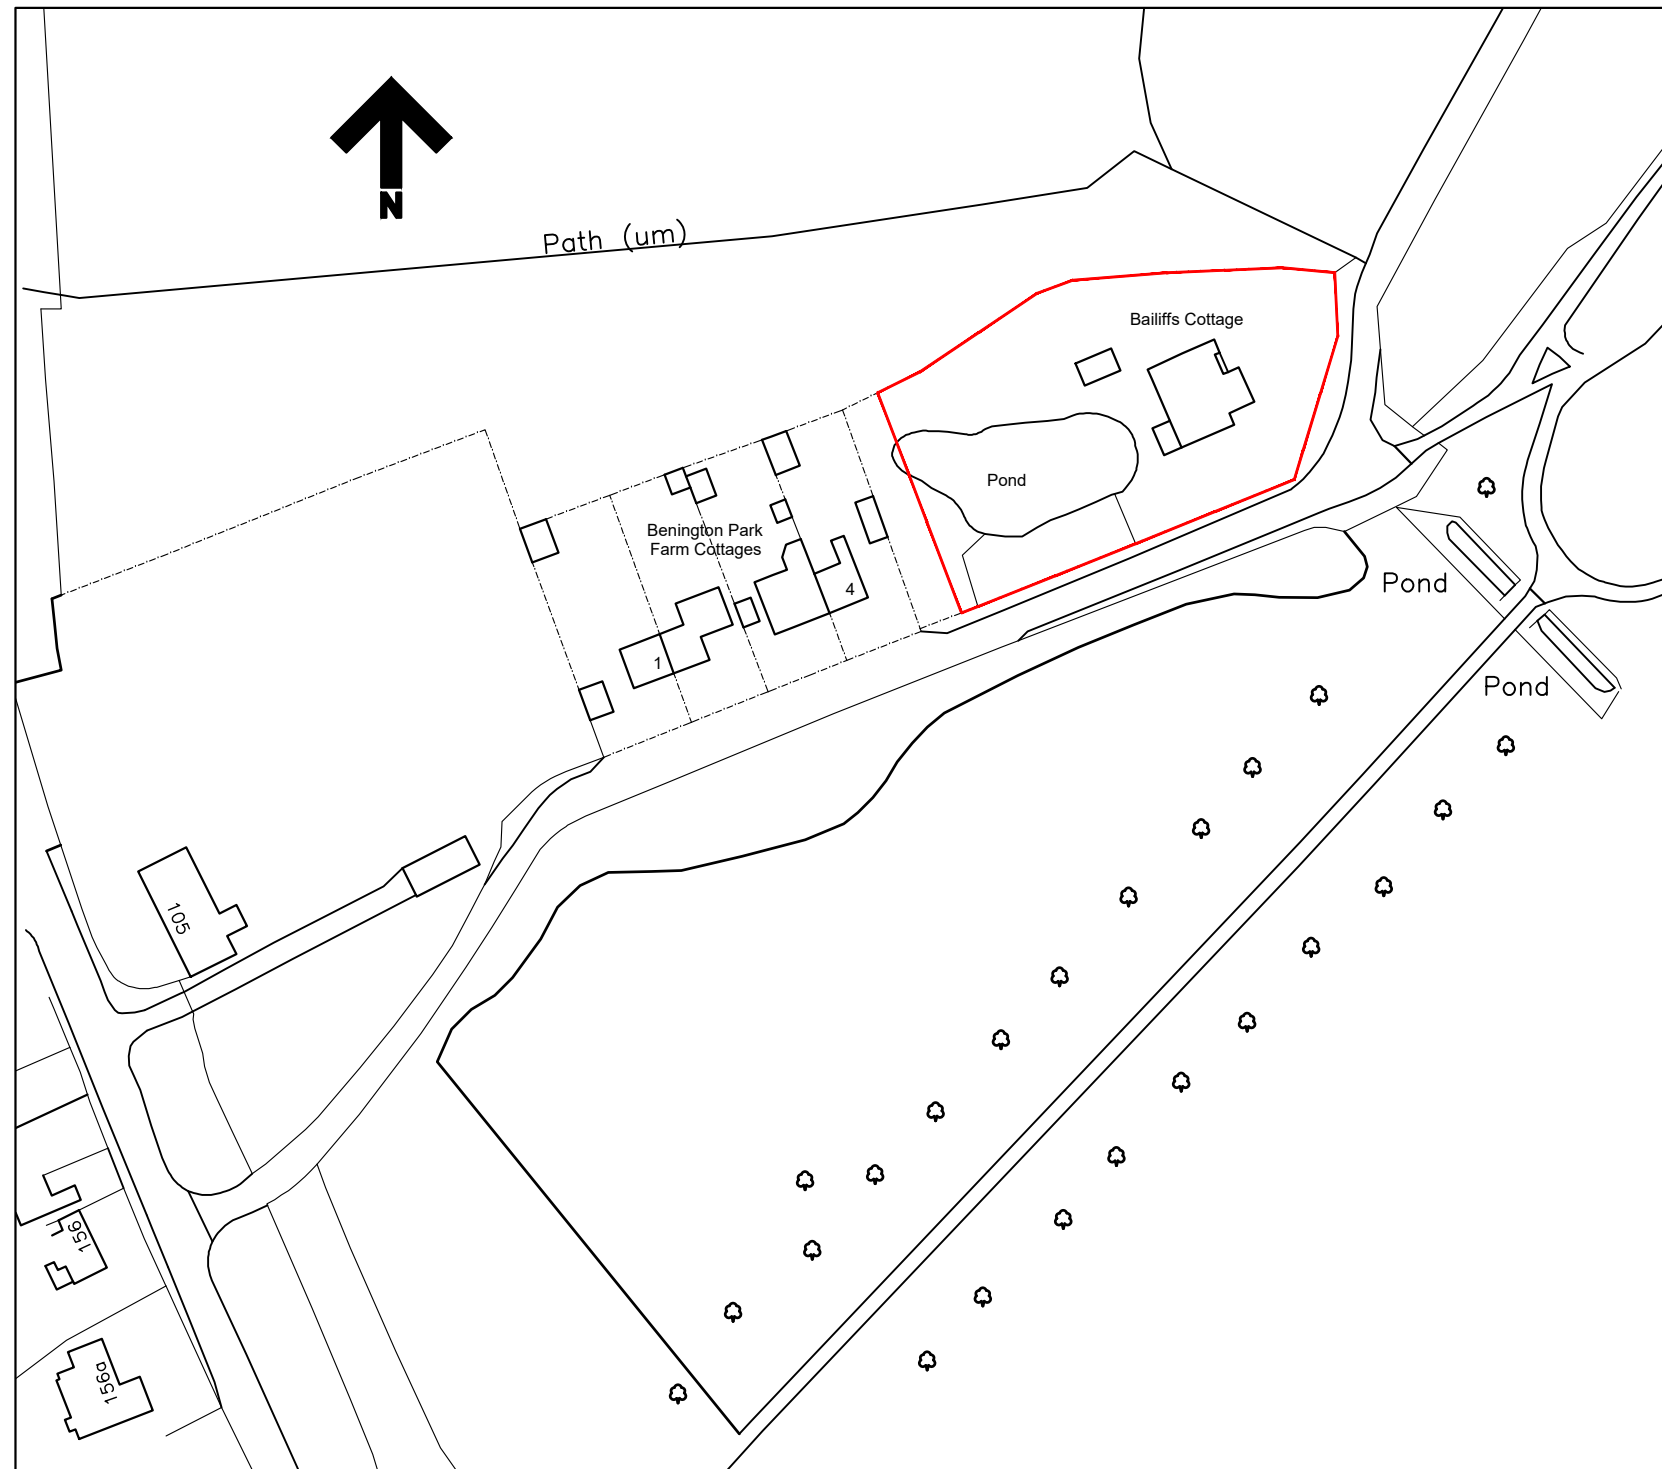 N
Path (um)
Bailiffs Cottage
Pond
Benington Park
Farm Cottages
4
1
Pond
Pond
105
156
156a